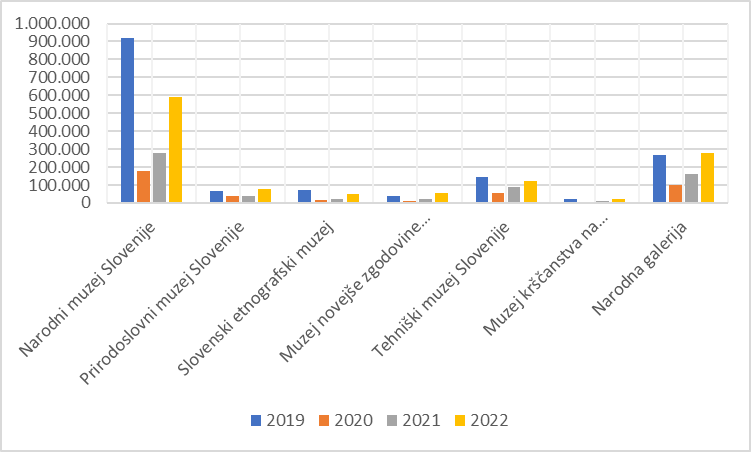 1.000.000
900.000
800.000
700.000
600.000
500.000
400.000
300.000
200.000
100.000
0
Narodni muzej Slovenije
Prirodoslovni muzej Slovenije
Slovenski etnografski muzej
Muzej novejše zgodovine...
Tehniški muzej Slovenije
Muzej krščanstva na...
Narodna galerija
2019 2020 2021 2022